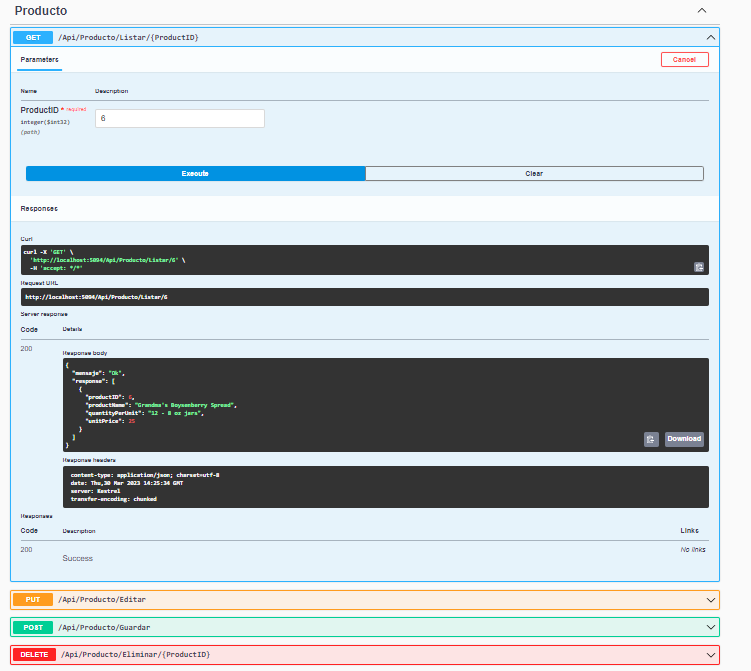 Producto
GET /Api/Producto/Listar/{ProductID}
Parameters
Cancel
Name Description
ProductID * required
integer($int32)
(path)
6
Execute Clear
Responses
Curl
curl -X 'GET' \
'http://localhost:5094/Api/Producto/Listar/6' \
-H 'accept: */*'
Request URL
http://localhost:5094/Api/Producto/Listar/6
Server response
Code Details
200
Response body
{
"mensaje": "Ok",
"response": [
{
"productID": 6,
"productName": "Grandma's Boysenberry Spread",
"quantityPerUnit": "12 - 8 oz jars",
"unitPrice": 25
}
]
}
Download
Response headers
content-type: application/json; charset=utf-8
date: Thu,30 Mar 2023 14:25:34 GMT
server: Kestrel
transfer-encoding: chunked
Responses
Code Description Links
200 Success No links
PUT /Api/Producto/Editar
POST /Api/Producto/Guardar
DELETE /Api/Producto/Eliminar/{ProductID}